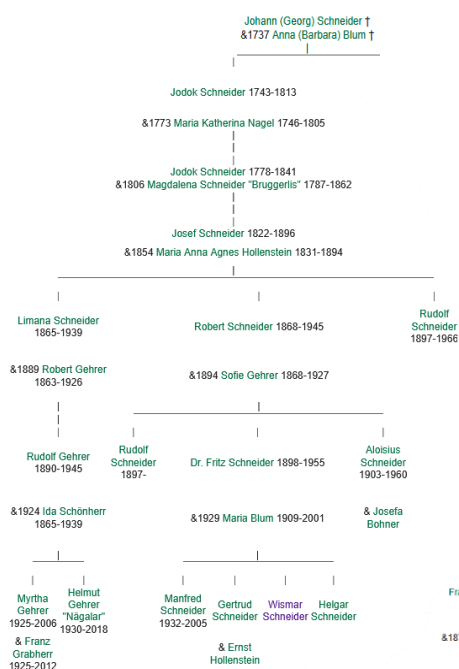 Johann (Georg) Schneider †
&1737 Anna (Barbara) Blum †
Jodok Schneider 1743-1813
&1773 Maria Katherina Nagel 1746-1805
Jodok Schneider 1778-1841
&1806 Magdalena Schneider "Bruggerlis" 1787-1862
Josef Schneider 1822-1896
&1854 Maria Anna Agnes Hollenstein 1831-1894
Limana Schneider
1865-1939
Robert Schneider 1868-1945
Rudolf
Schneider
1897-1966
&1889 Robert Gehrer
1863-1926
&1894 Sofie Gehrer 1868-1927
Rudolf Gehrer
1890-1945
Rudolf
Schneider
1897-
Dr. Fritz Schneider 1898-1955
Aloisius
Schneider
1903-1960
&1924 Ida Schönherr
1865-1939
&1929 Maria Blum 1909-2001
& Josefa
Bohner
Myrtha
Gehrer
1925-2006
Helmut
Gehrer
"Nägalar"
1930-2018
Manfred
Schneider
1932-2005
Gertrud
Schneider
Wismar
Schneider
Helgar
Schneider
Fra
& Franz
Grabherr
1925-2012
& Ernst
Hollenstein